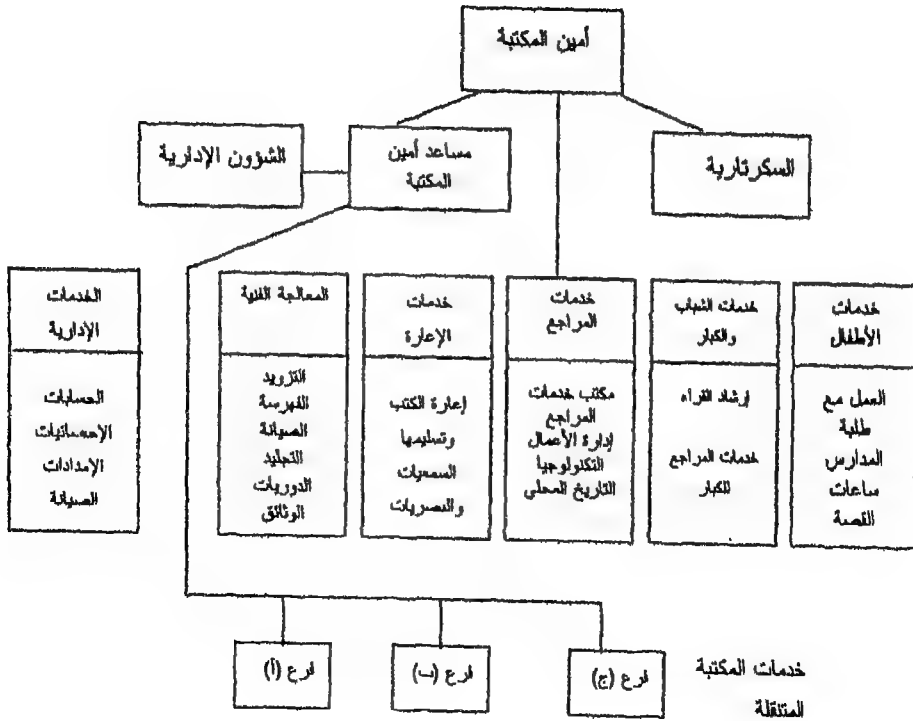 أمين المكتبة
السكرتارية
مساعد أمين
المكتبة
الشؤون الإدارية
خدمات
الأطفال
العمل مع
طلبة
المدارس
ساعات
القصة
خدمات الشباب
والكبار
إرشاد القراء
خدمات المراجع
للكبار
خدمات
المراجع
مكتب خدمات
المراجع
إدارة الأعمال
التكنولوجيا
التاريخ المحلي
خدمات
الإعارة
إعارة الكتب
وتسليمها
السمعيات
والبصريات
المعالجة الفنية
التزويد
الفهرسة
الصيانة
التجليد
الدوريات
الوثائق
الخدمات
الإدارية
الحسابات
الإحصائيات
الإمدادات
الصيانة
خدمات المكتبة
المتنقلة
فرع (ج)
فرع (ب)
فرع (أ)